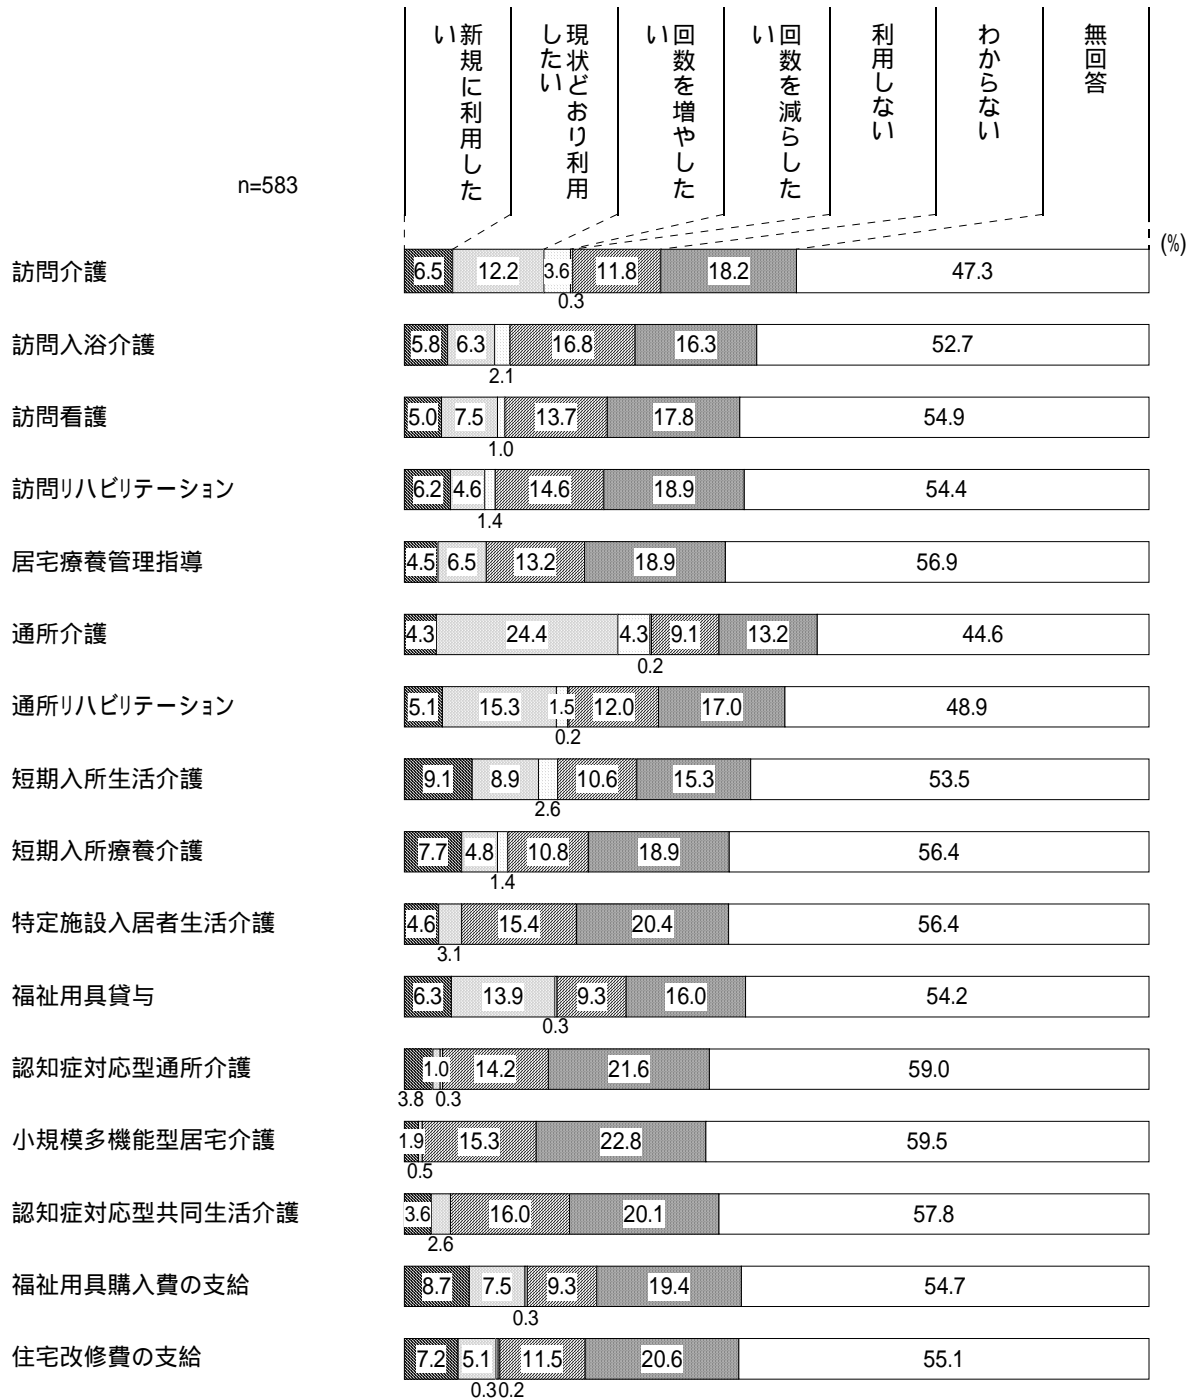 新規に利用した
い
現状どおり利用
したい
回数を増やした
い
回数を減らした
い
利用しない
わからない
無回答
n=583
(%)
訪問介護
6.5 12.2 3.6 11.8 18.2 47.3
0.3
訪問入浴介護
5.8 6.3 16.8 16.3 52.7
2.1
訪問看護
5.0 7.5 13.7 17.8 54.9
1.0
訪問リハビリテーション
6.2 4.6 14.6 18.9 54.4
1.4
居宅療養管理指導
4.5 6.5 13.2 18.9 56.9
通所介護
4.3 24.4 4.3 9.1 13.2 44.6
0.2
通所リハビリテーション
5.1 15.3 1.5 12.0 17.0 48.9
0.2
短期入所生活介護
9.1 8.9 10.6 15.3 53.5
2.6
短期入所療養介護
7.7 4.8 10.8 18.9 56.4
1.4
特定施設入居者生活介護
4.6 15.4 20.4 56.4
3.1
福祉用具貸与
6.3 13.9 9.3 16.0 54.2
0.3
認知症対応型通所介護
1.0 14.2 21.6 59.0
3.8 0.3
小規模多機能型居宅介護
1.9 15.3 22.8 59.5
0.5
認知症対応型共同生活介護
3.6 16.0 20.1 57.8
2.6
福祉用具購入費の支給
8.7 7.5 9.3 19.4 54.7
0.3
住宅改修費の支給
7.2 5.1 11.5 20.6 55.1
0.3 0.2